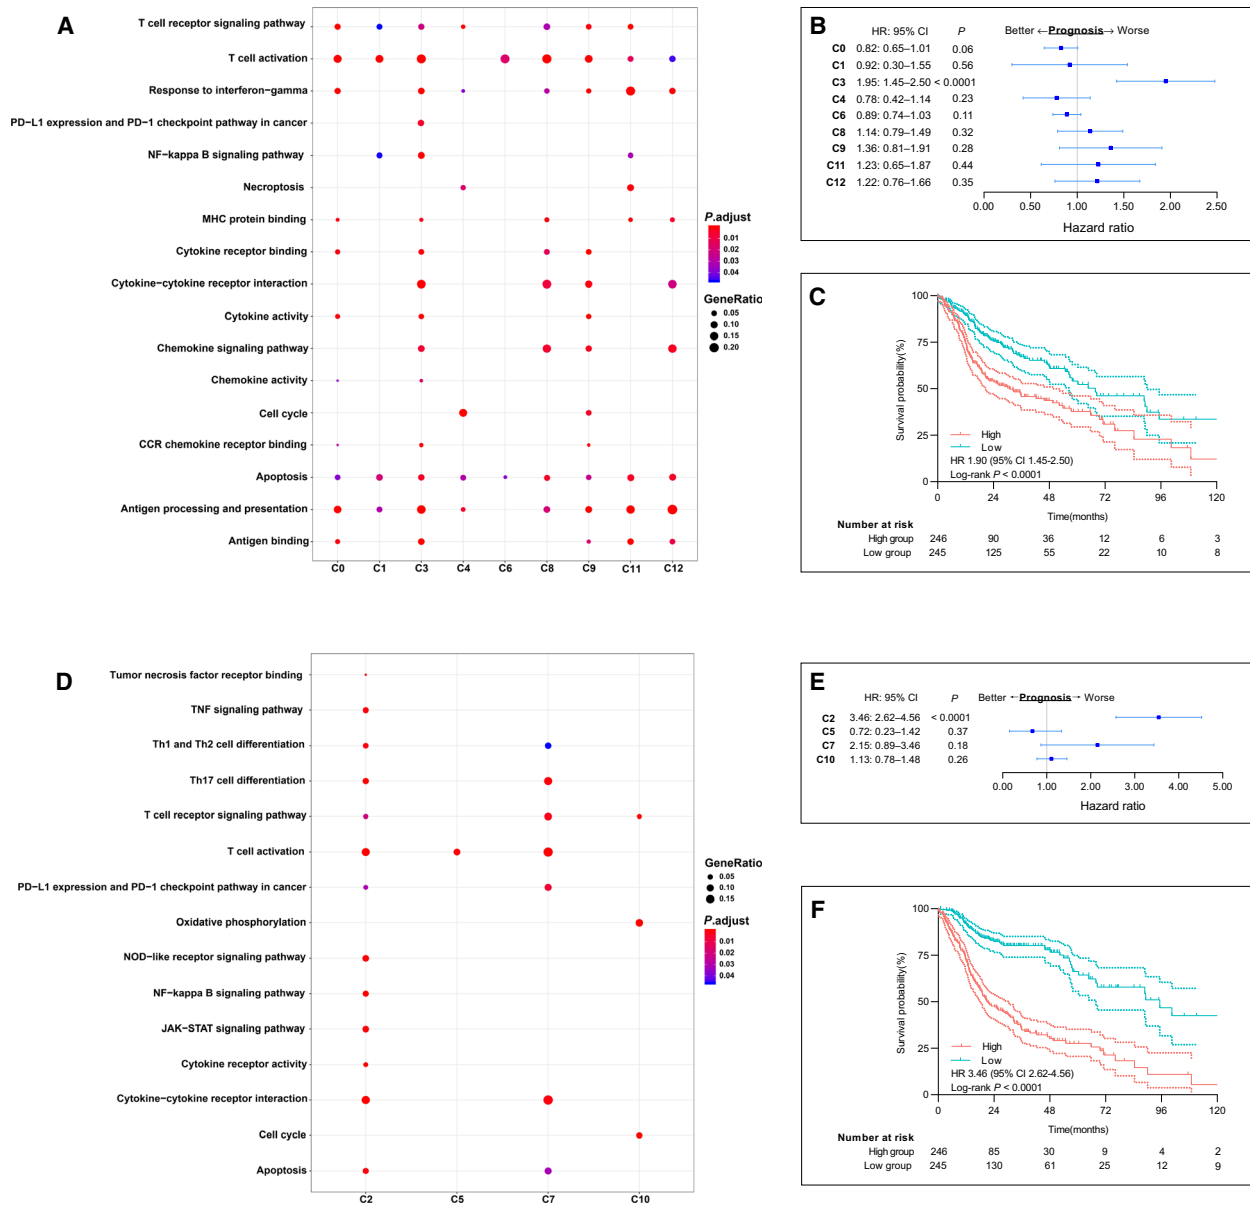 A
T cell receptor signaling pathway
T cell activation
Response to interferon−gamma
PD−L1 expression and PD−1 checkpoint pathway in cancer
NF−kappa B signaling pathway
Necroptosis
MHC protein binding
Cytokine receptor binding
Cytokine−cytokine receptor interaction
Cytokine activity
Chemokine signaling pathway
Chemokine activity
Cell cycle
CCR chemokine receptor binding
Apoptosis
Antigen processing and presentation
Antigen binding
C0 C1 C3 C4 C6 C8 C9 C11 C12
P.adjust
0.01
0.02
0.03
0.04
GeneRatio
0.05
0.10
0.15
0.20
B
HR: 95% CI P Better ←Prognosis→ Worse
C0 0.82: 0.65–1.01 0.06
C1 0.92: 0.30–1.55 0.56
C3 1.95: 1.45–2.50 < 0.0001
C4 0.78: 0.42–1.14 0.23
C6 0.89: 0.74–1.03 0.11
C8 1.14: 0.79–1.49 0.32
C9 1.36: 0.81–1.91 0.28
C11 1.23: 0.65–1.87 0.44
C12 1.22: 0.76–1.66 0.35
0.00 0.50 1.00 1.50 2.00 2.50
Hazard ratio
C
Survival probability(%)
100
75
50
25
0
High
Low
HR 1.90 (95% CI 1.45-2.50)
Log-rank P < 0.0001
0 24 48 72 96 120
Time(months)
Number at risk
High group 246 90 36 12 6 3
Low group 245 125 55 22 10 8
D
Tumor necrosis factor receptor binding
TNF signaling pathway
Th1 and Th2 cell differentiation
Th17 cell differentiation
T cell receptor signaling pathway
T cell activation
PD−L1 expression and PD−1 checkpoint pathway in cancer
Oxidative phosphorylation
NOD−like receptor signaling pathway
NF−kappa B signaling pathway
JAK−STAT signaling pathway
Cytokine receptor activity
Cytokine−cytokine receptor interaction
Cell cycle
Apoptosis
C2 C5 C7 C10
GeneRatio
0.05
0.10
0.15
P.adjust
0.01
0.02
0.03
0.04
E
HR: 95% CI P Better ←Prognosis→ Worse
C2 3.46: 2.62–4.56 < 0.0001
C5 0.72: 0.23–1.42 0.37
C7 2.15: 0.89–3.46 0.18
C10 1.13: 0.78–1.48 0.26
0.00 1.00 2.00 3.00 4.00 5.00
Hazard ratio
F
Survival probability(%)
100
75
50
25
0
High
Low
HR 3.46 (95% CI 2.62-4.56)
Log-rank P < 0.0001
0 24 48 72 96 120
Time(months)
Number at risk
High group 246 85 30 9 4 2
Low group 245 130 61 25 12 9